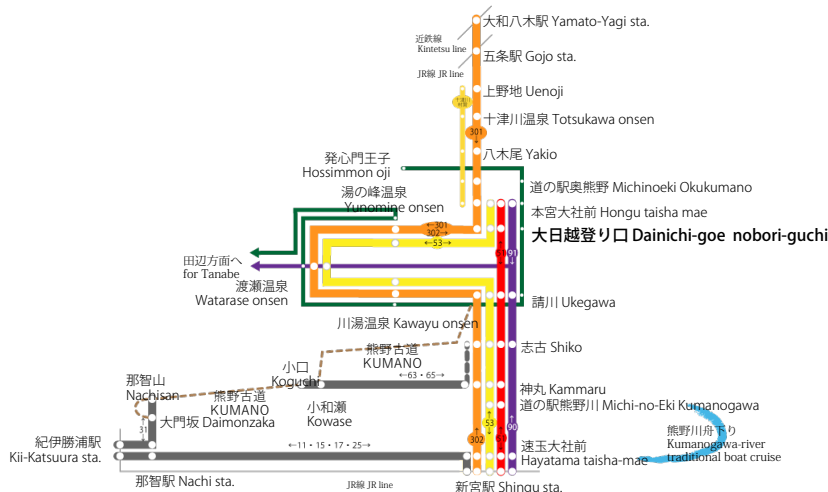 大和八木駅 Yamato-Yagi sta.
近鉄線
Kintetsu line
五条駅 Gojo sta.
JR線 JR line
上野地 Uenoji
十津川温泉 Totsukawa onsen
301
↓
八木尾 Yakio
発心門王子
Hossimmon oji
道の駅奥熊野 Michinoeki Okukumano
湯の峰温泉
Yunomine onsen
本宮大社前 Hongu taisha mae
←301
302→
←53→
大日越登り口 Dainichi-goe nobori-guchi
61
91
田辺方面へ
for Tanabe
渡瀬温泉
Watarase onsen
請川 Ukegawa
川湯温泉 Kawayu onsen
熊野古道
KUMANO
志古 Shiko
小口
Koguchi
←63・65→
那智山
Nachisan
神丸 Kammaru
熊野古道
KUMANO
小和瀬
Kowase
道の駅熊野川 Michi-no-Eki Kumanogawa
大門坂 Daimonzaka
31
紀伊勝浦駅
Kii-Katsuura sta.
←11・15・17・25→
↑
302
53
61
90
速玉大社前
Hayatama taisha-mae
熊野川舟下り
Kumanogawa-river
traditional boat cruise
那智駅 Nachi sta.
JR線 JR line
新宮駅 Shingu sta.